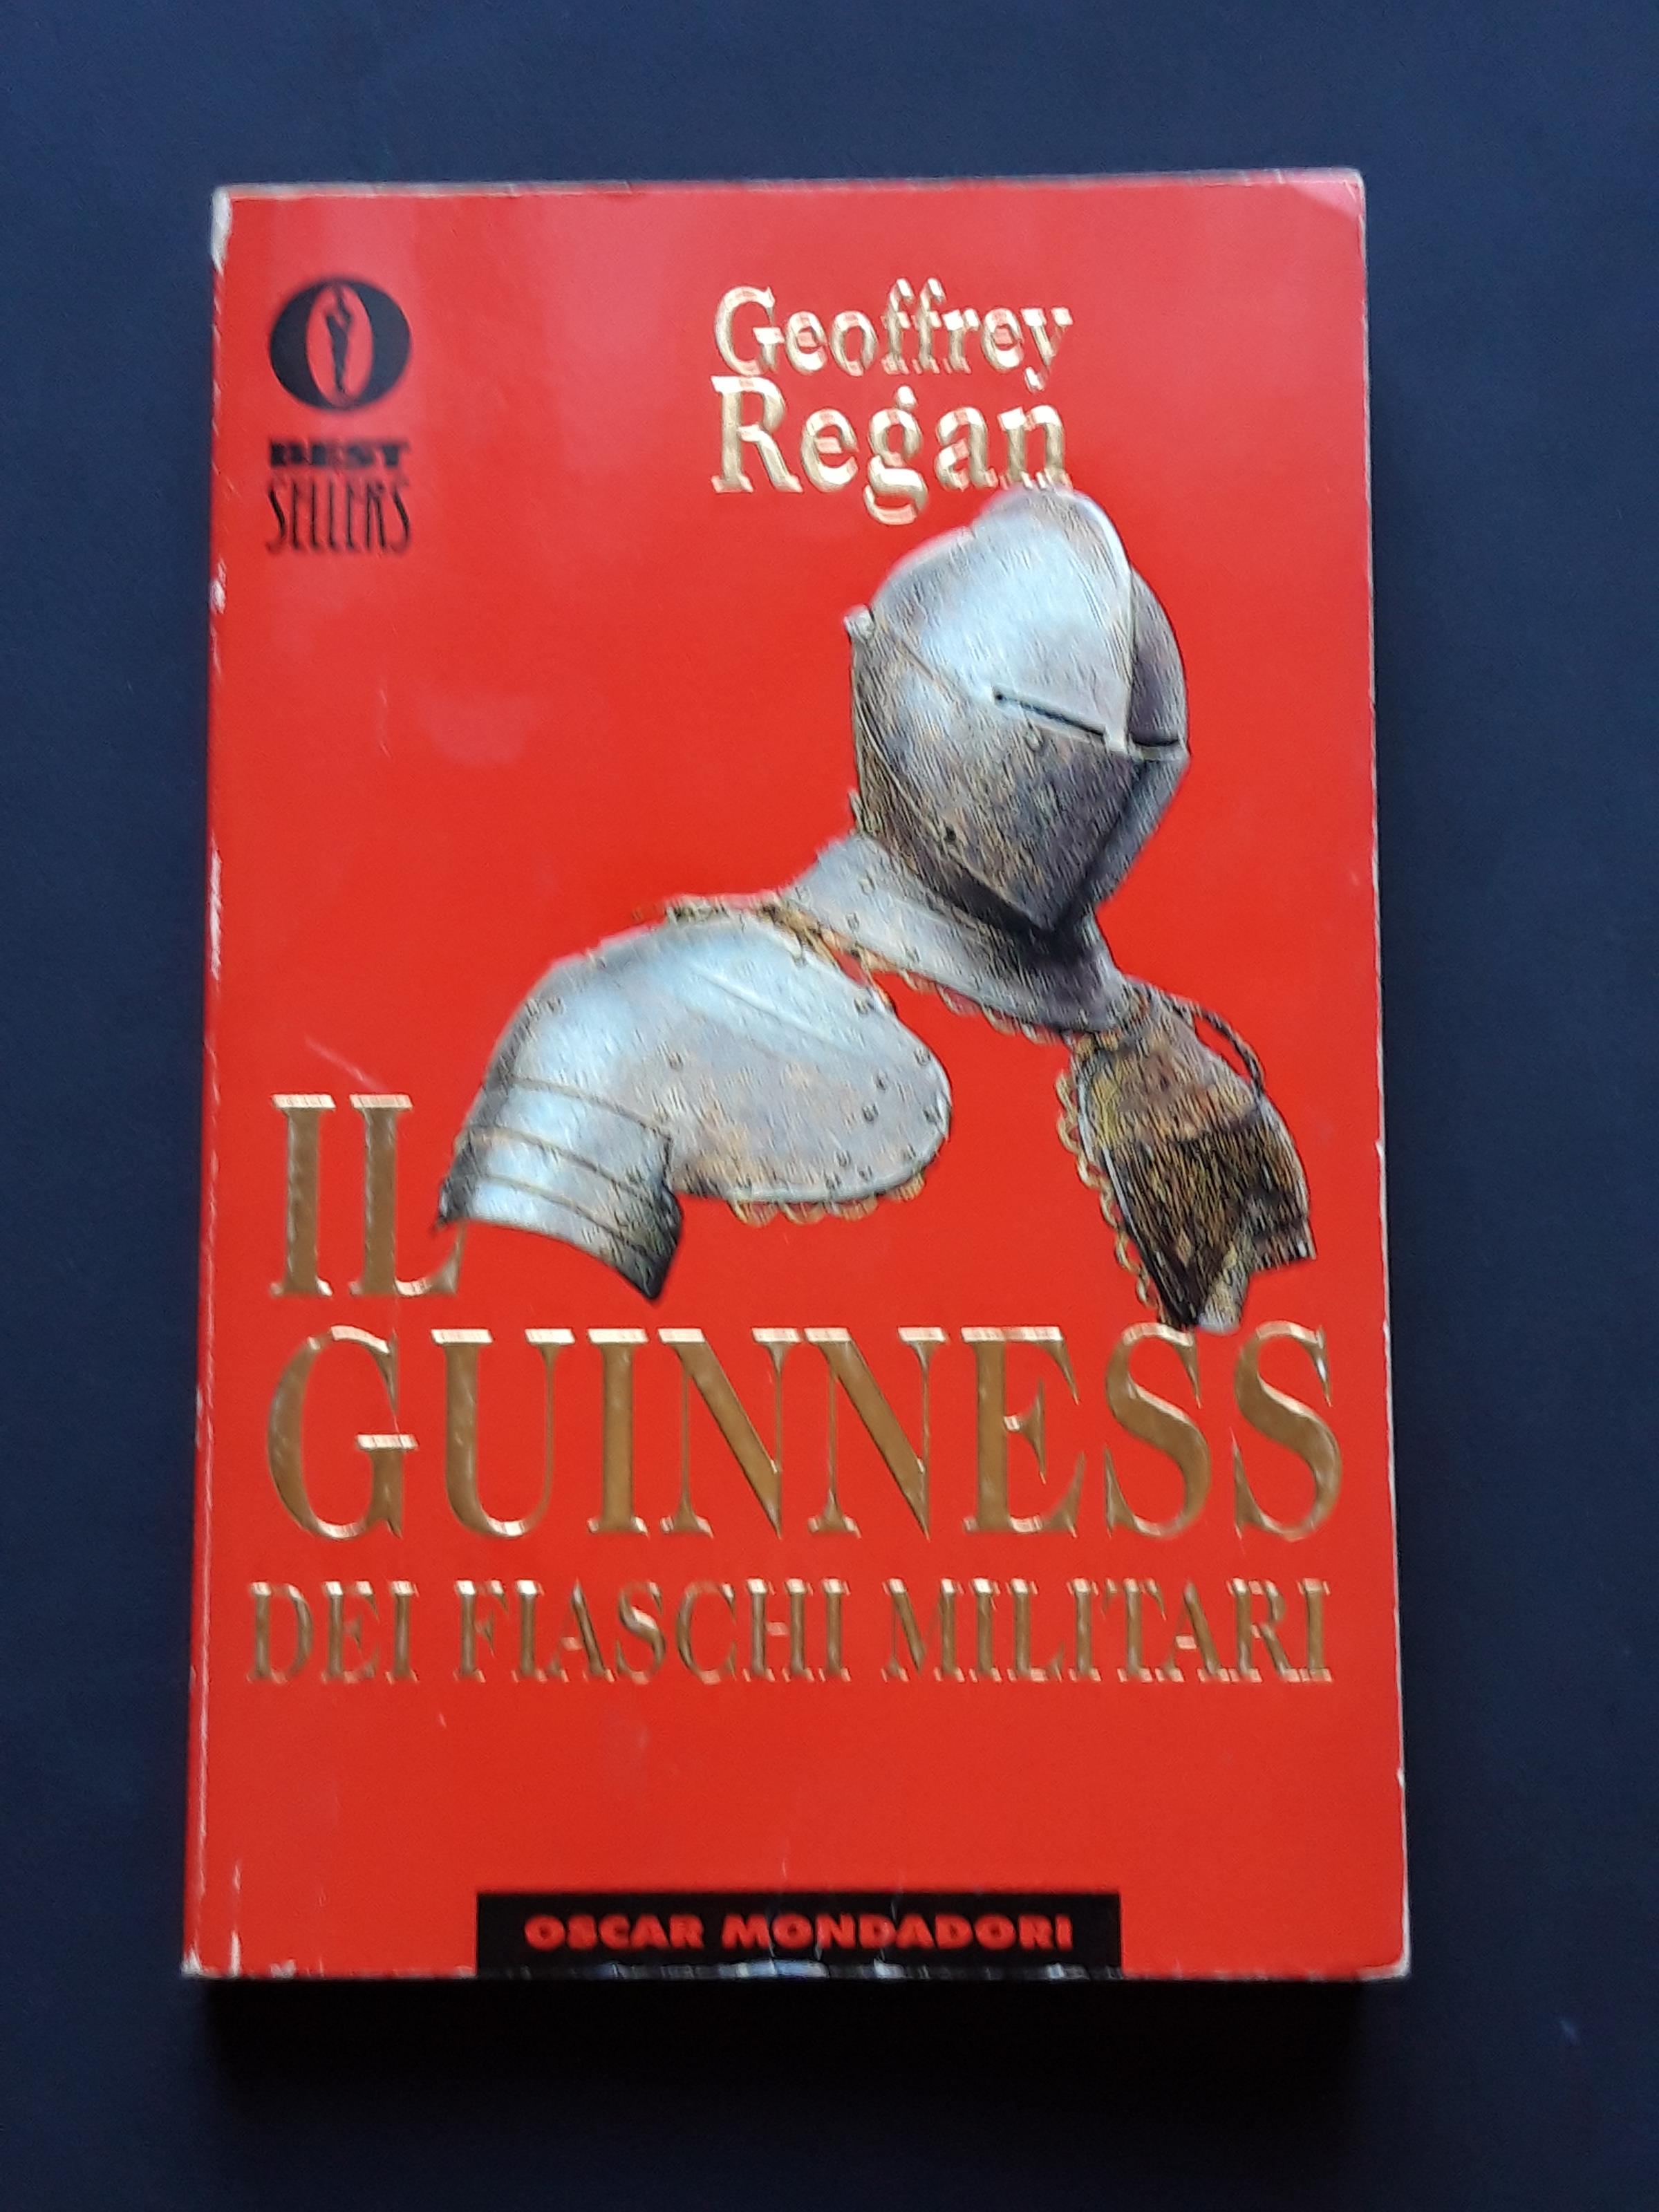 BEST
SELLERS
Geoffrey
Regan
IL
GUINNESS
DEI FIASCHI MILITARI
OSCAR MONDADORI